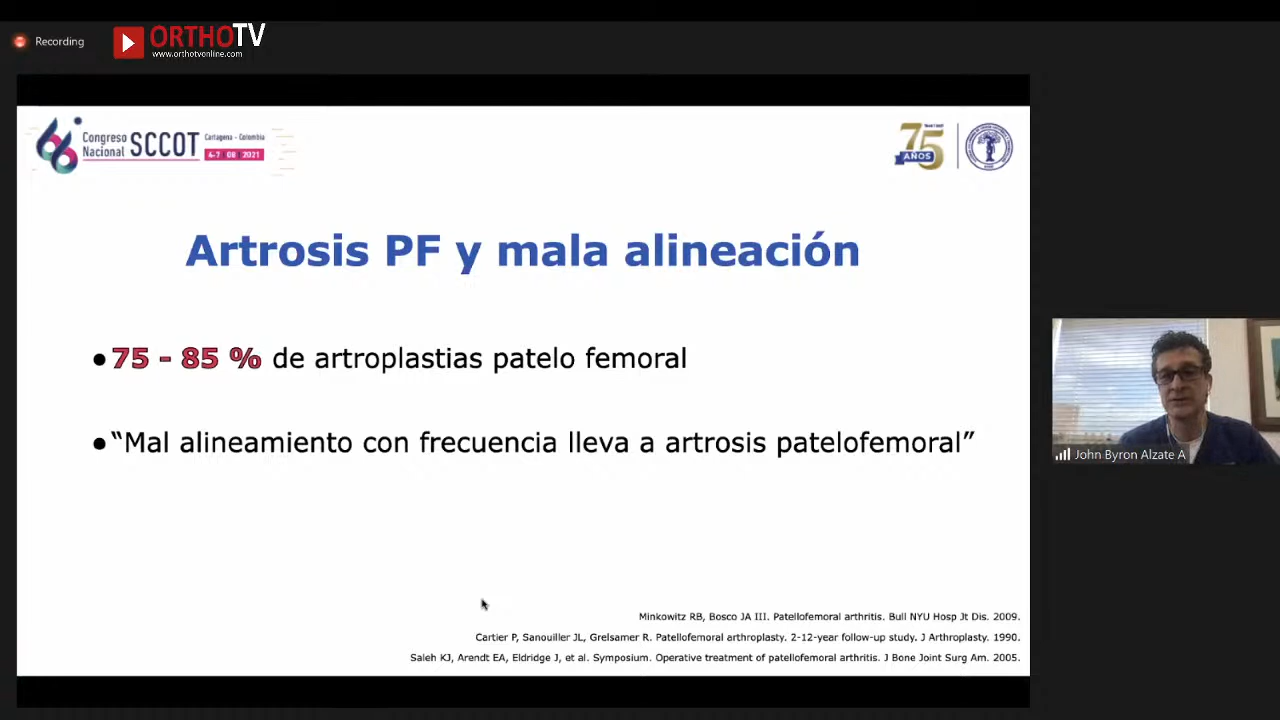 Recording
ORTHOTV
www.orthotvonline.com
66
Congreso
Nacional SCCOT
Cartagena - Colombia
6-7 | 08 | 2021
75
AÑOS
Artrosis PF y mala alineación
●75 - 85 % de artroplastias patelo femoral
●“Mal alineamiento con frecuencia lleva a artrosis patelofemoral”
Minkowitz RB, Bosco JA III. Patellofemoral arthritis. Bull NYU Hosp Jt Dis. 2009.
Cartier P, Sanouiller JL, Grelsamer R. Patellofemoral arthroplasty. 2-12-year follow-up study. J Arthroplasty. 1990.
Saleh KJ, Arendt EA, Eldridge J, et al. Symposium. Operative treatment of patellofemoral arthritis. J Bone Joint Surg Am. 2005.
John Byron Alzate A